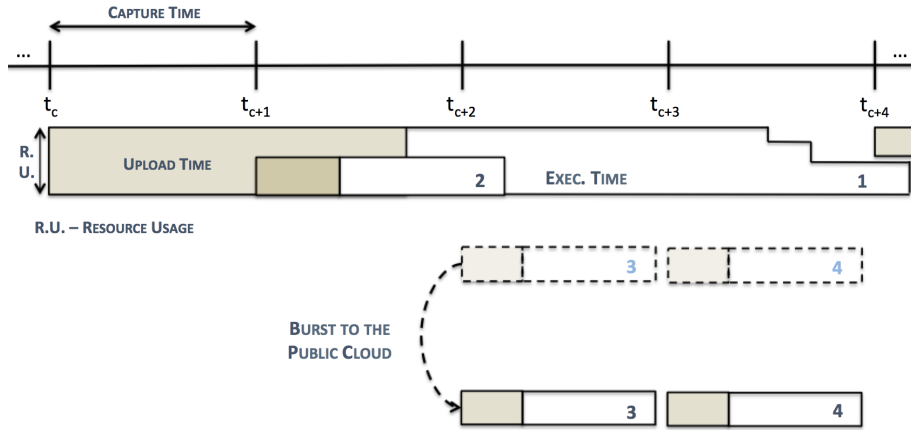 CAPTURE TIME
... ...
tc tc+1 tc+2 tc+3 tc+4
R.
U.
UPLOAD TIME
2 EXEC. TIME 1
R.U. – RESOURCE USAGE
3 4
BURST TO THE
PUBLIC CLOUD
3 4